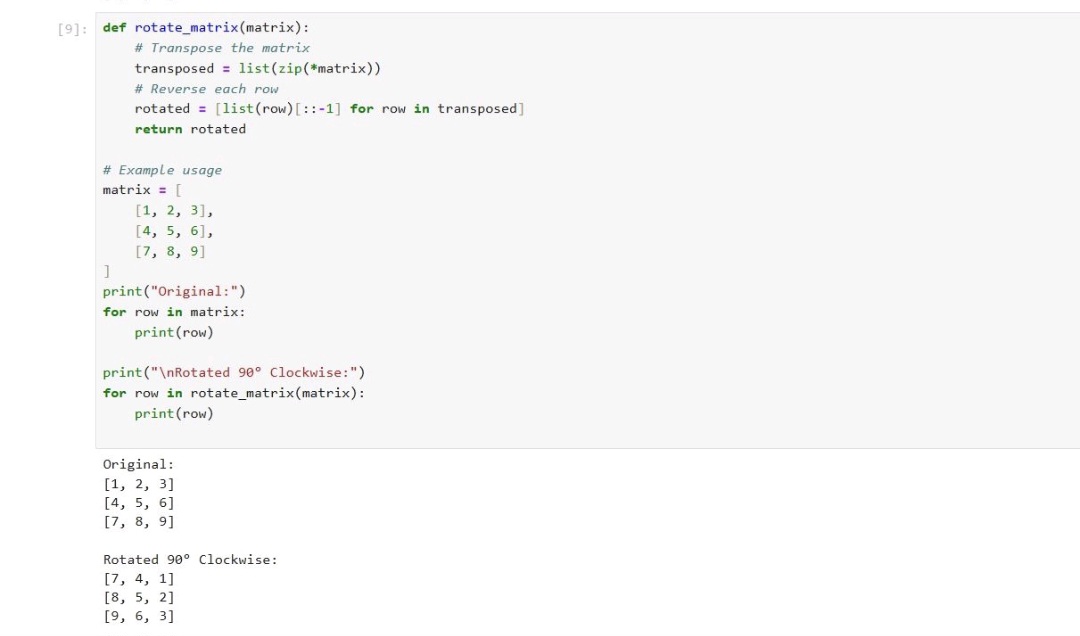 [9]: def rotate_matrix(matrix):
    # Transpose the matrix
    transposed = list(zip(*matrix))
    # Reverse each row
    rotated = [list(row)[::-1] for row in transposed]
    return rotated

# Example usage
matrix = [
    [1, 2, 3],
    [4, 5, 6],
    [7, 8, 9]
]
print("Original:")
for row in matrix:
    print(row)

print("\nRotated 90° Clockwise:")
for row in rotate_matrix(matrix):
    print(row)

Original:
[1, 2, 3]
[4, 5, 6]
[7, 8, 9]

Rotated 90° Clockwise:
[7, 4, 1]
[8, 5, 2]
[9, 6, 3]